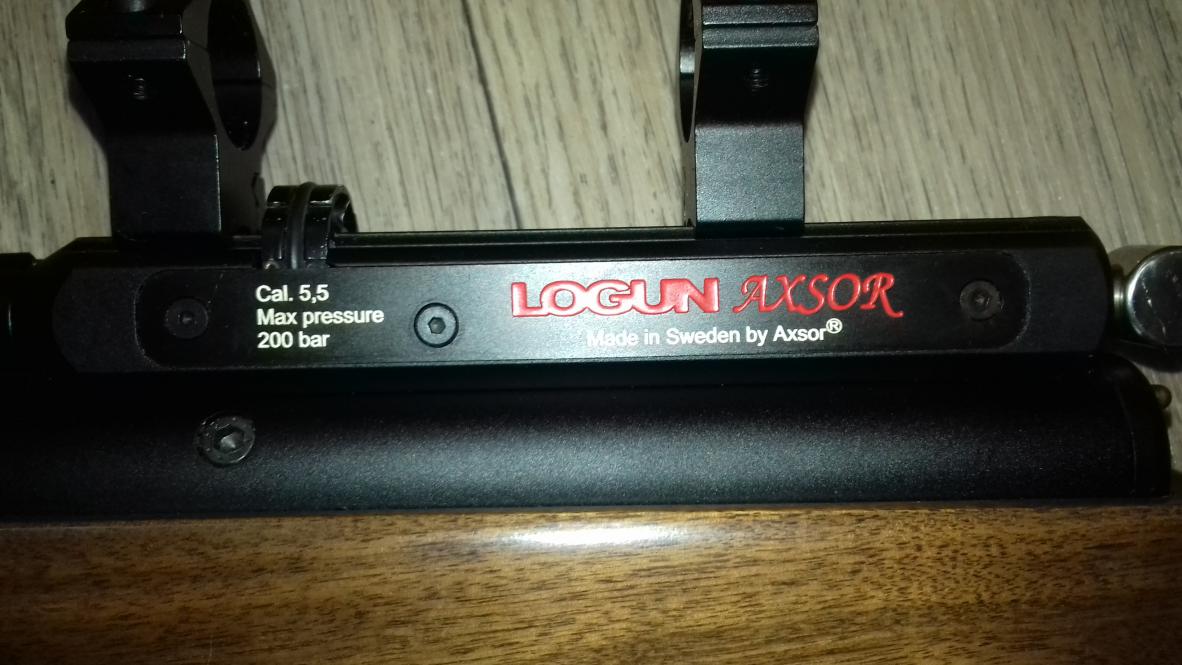 Cal. 5,5
Max pressure
200 bar
LOGUN AXSOR
Made in Sweden by Axsor®